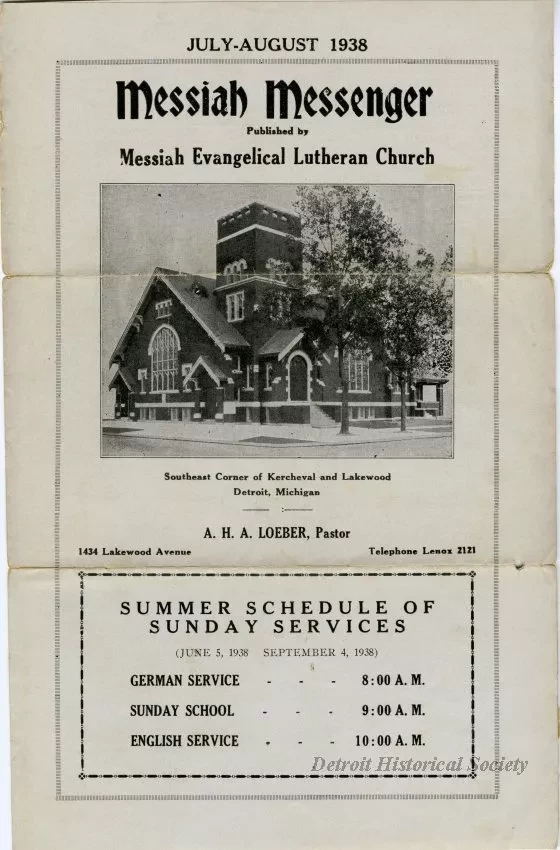 JULY-AUGUST 1938
Messiah Messenger
Published by
Messiah Evangelical Lutheran Church
Southeast Corner of Kercheval and Lakewood
Detroit, Michigan
A. H. A. LOEBER, Pastor
1434 Lakewood Avenue Telephone Lenox 2121
SUMMER SCHEDULE OF
SUNDAY SERVICES
(JUNE 5, 1938 SEPTEMBER 4, 1938)
GERMAN SERVICE - - - 8:00 A. M.
SUNDAY SCHOOL - - - 9:00 A. M.
ENGLISH SERVICE - - - 10:00 A. M.
Detroit Historical Society